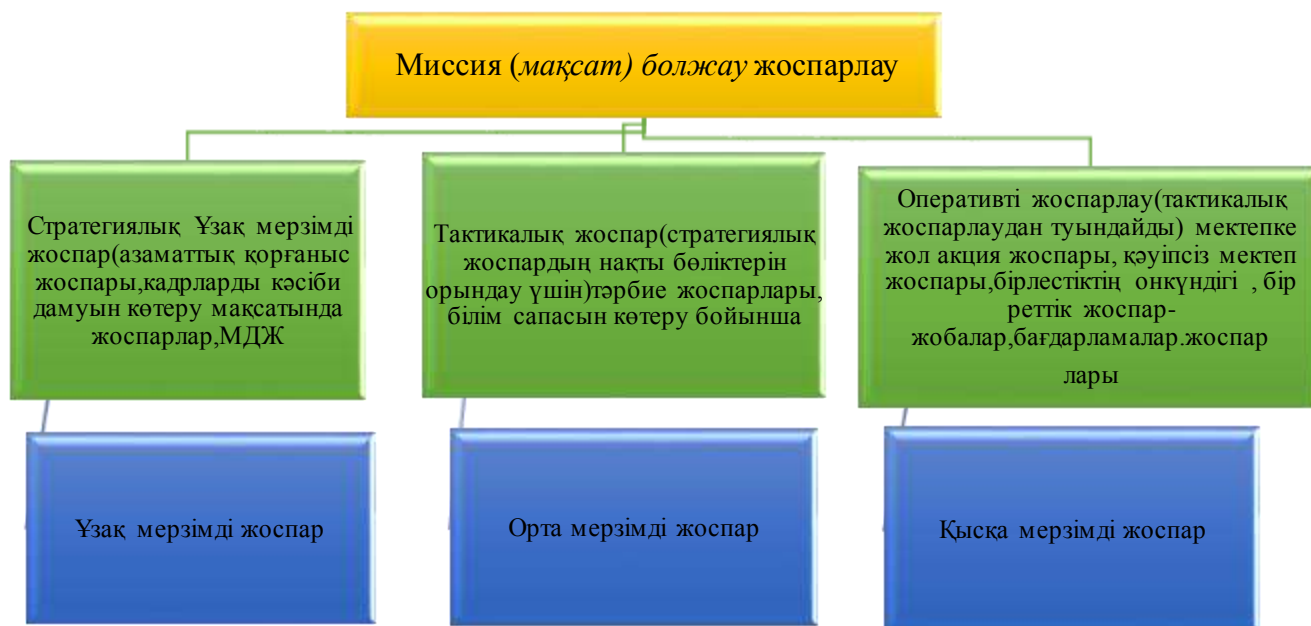 Миссия (мақсат) болжау жоспарлау
Стратегиялық Ұзақ мерзімді
жоспар(азаматтық қорғаныс
жоспары,кадрларды кәсіби
дамуын көтеру мақсатында
жоспарлар,МДЖ
Тактикалық жоспар(стратегиялық
жоспардың нақты бөліктерін
орындау үшін)тәрбие жоспарлары,
білім сапасын көтеру бойынша
Оперативті жоспарлау(тактикалық
жоспарлаудан туындайды) мектепке
жол акция жоспары, қәуіпсіз мектеп
жоспары,бірлестіктің онкүндігі , бір
реттік жоспар-
жобалар,бағдарламалар.жоспар
лары
Ұзақ мерзімді жоспар
Орта мерзімді жоспар
Қысқа мерзімді жоспар